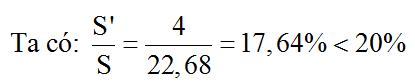 Ta có: S'/S = 4/22,68 = 17,64% < 20%